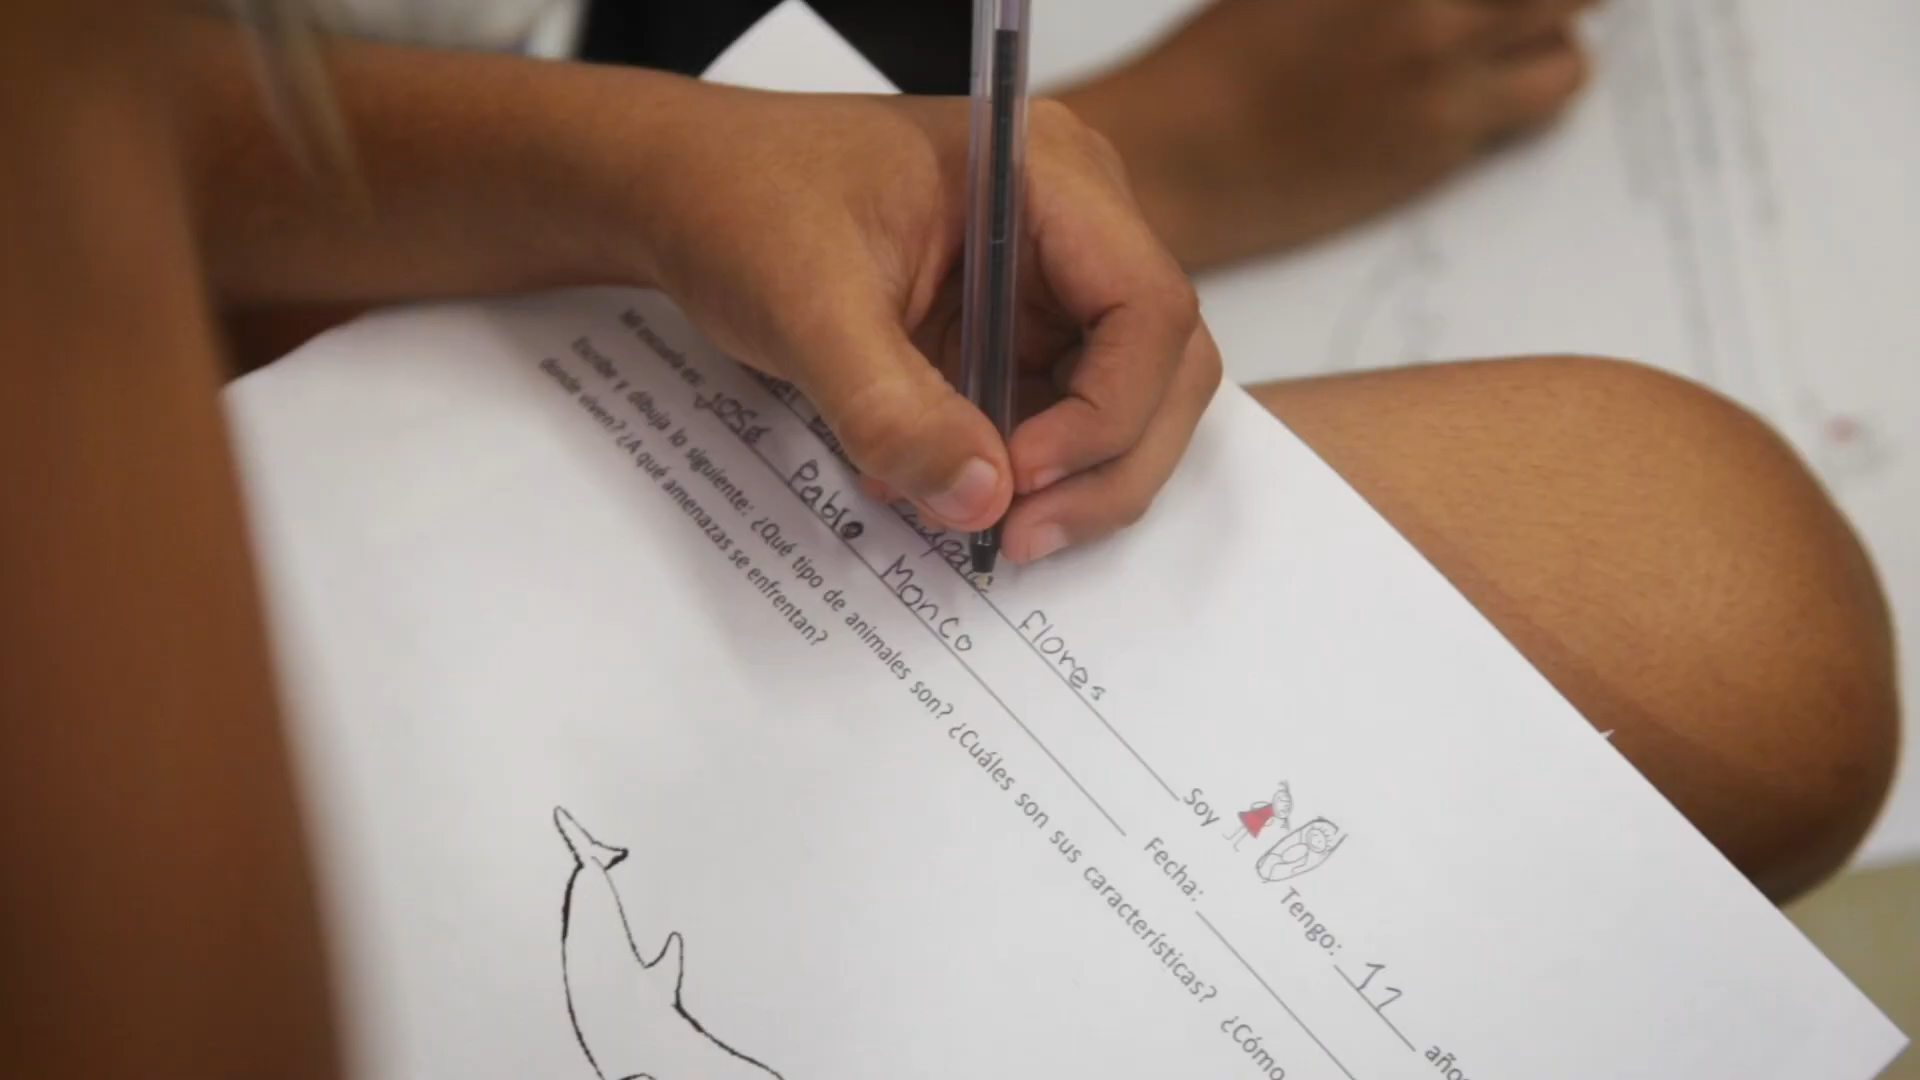 flores Soy Tengo: 11 años
Mi escuela es: José Pablo Monco Fecha:
Escribe y dibuja lo siguiente: ¿Qué tipo de animales son? ¿Cuáles son sus características? ¿Cómo
donde viven? ¿A qué amenazas se enfrentan?